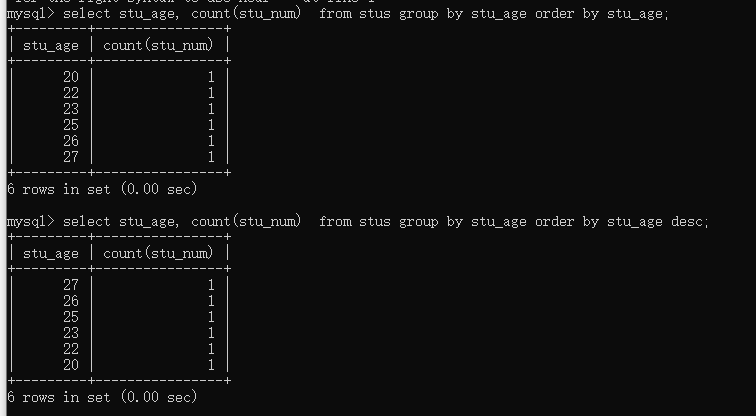 mysql> select stu_age, count(stu_num)  from stus group by stu_age order by stu_age;
+---------+----------------+
| stu_age | count(stu_num) |
+---------+----------------+
|      20 |              1 |
|      22 |              1 |
|      23 |              1 |
|      25 |              1 |
|      26 |              1 |
|      27 |              1 |
+---------+----------------+
6 rows in set (0.00 sec)
mysql> select stu_age, count(stu_num)  from stus group by stu_age order by stu_age desc;
+---------+----------------+
| stu_age | count(stu_num) |
+---------+----------------+
|      27 |              1 |
|      26 |              1 |
|      25 |              1 |
|      23 |              1 |
|      22 |              1 |
|      20 |              1 |
+---------+----------------+
6 rows in set (0.00 sec)